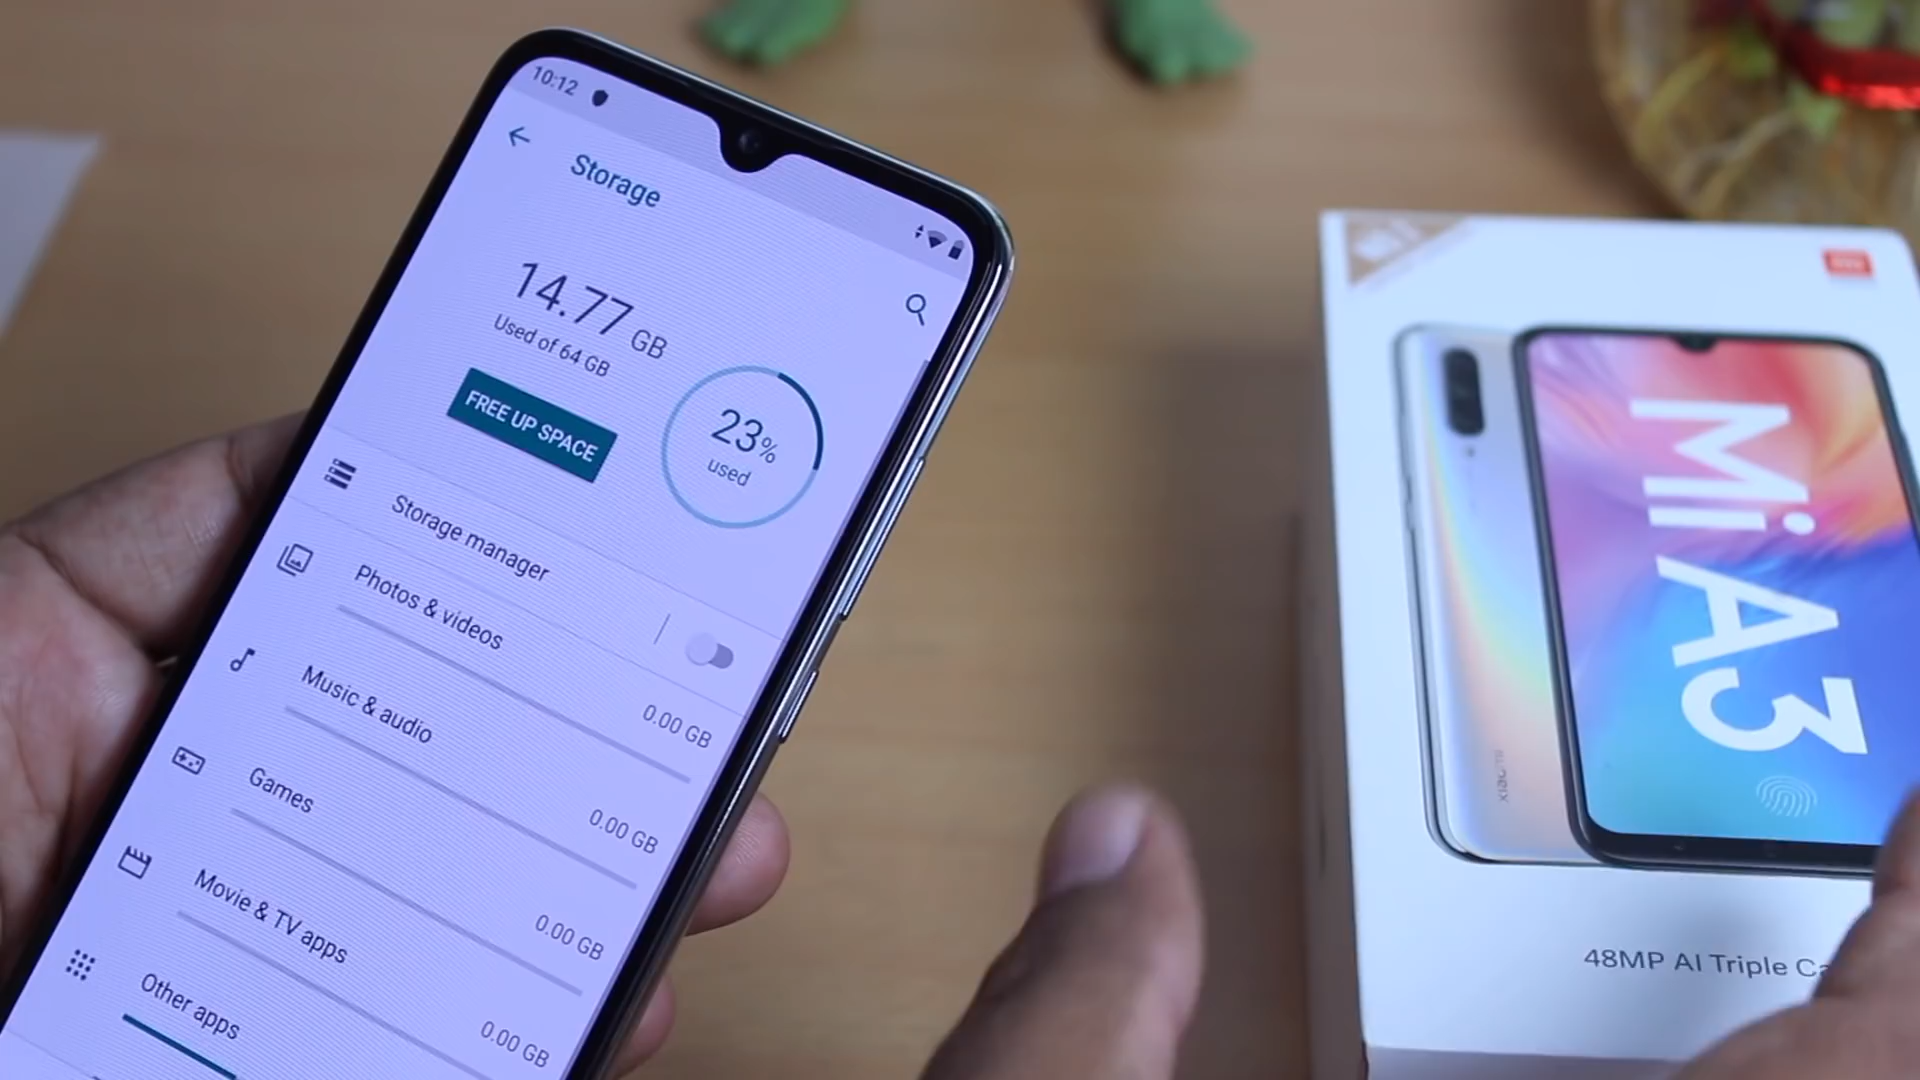 10:12
Storage
14.77 GB
Used of 64 GB
FREE UP SPACE
23%
used
Storage manager
Photos & videos
0.00 GB
Music & audio
0.00 GB
Games
0.00 GB
Movie & TV apps
0.00 GB
Other apps
Mi A3
xiaomi
48MP AI Triple